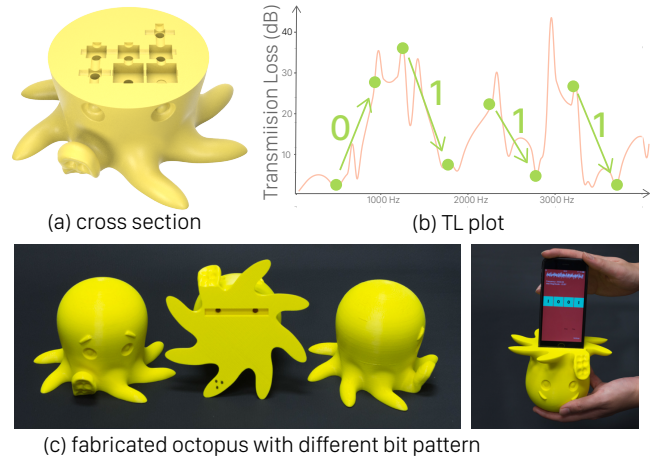 (a) cross section
Transmiision Loss (dB)
40
30
20
10
0
1
1
1
1000 Hz
2000 Hz
3000 Hz
(b) TL plot
(c) fabricated octopus with different bit pattern